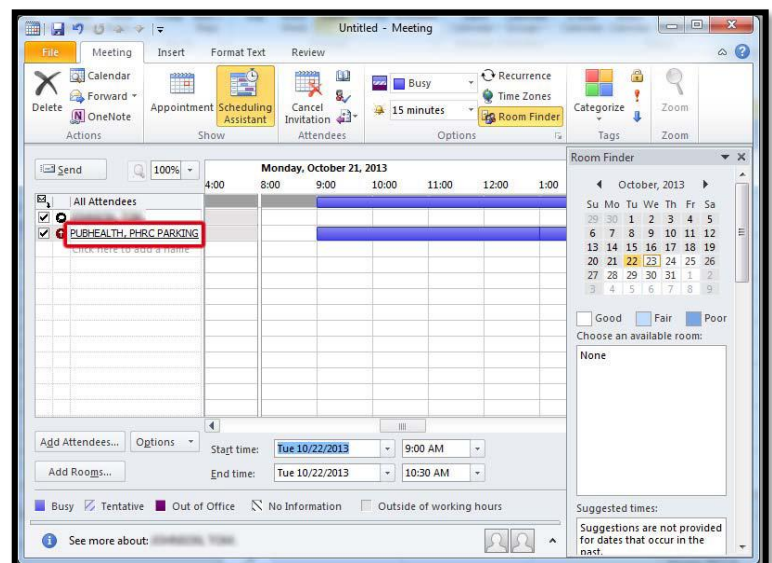 Untitled - Meeting
File Meeting Insert Format Text Review
Delete
Calendar
Forward
OneNote
Actions
Appointment Scheduling Assistant
Show
Cancel Invitation
Attendees
Busy
15 minutes
Recurrence
Time Zones
Room Finder
Options
Categorize
Tags
Zoom
Zoom
Send 100%
Monday, October 21, 2013
4:00 8:00 9:00 10:00 11:00 12:00 1:00
All Attendees
PUBHEALTH, PHRC PARKING
Click here to add a name
Add Attendees... Options
Start time: Tue 10/22/2013 9:00 AM
Add Rooms...
End time: Tue 10/22/2013 10:30 AM
Busy Tentative Out of Office No Information Outside of working hours
See more about:
Room Finder
October, 2013
Su Mo Tu We Th Fr Sa
29 30 1 2 3 4 5
6 7 8 9 10 11 12
13 14 15 16 17 18 19
20 21 22 23 24 25 26
27 28 29 30 31 1 2
3 4 5 6 7 8 9
Good Fair Poor
Choose an available room:
None
Suggested times:
Suggestions are not provided
for dates that occur in the
past.